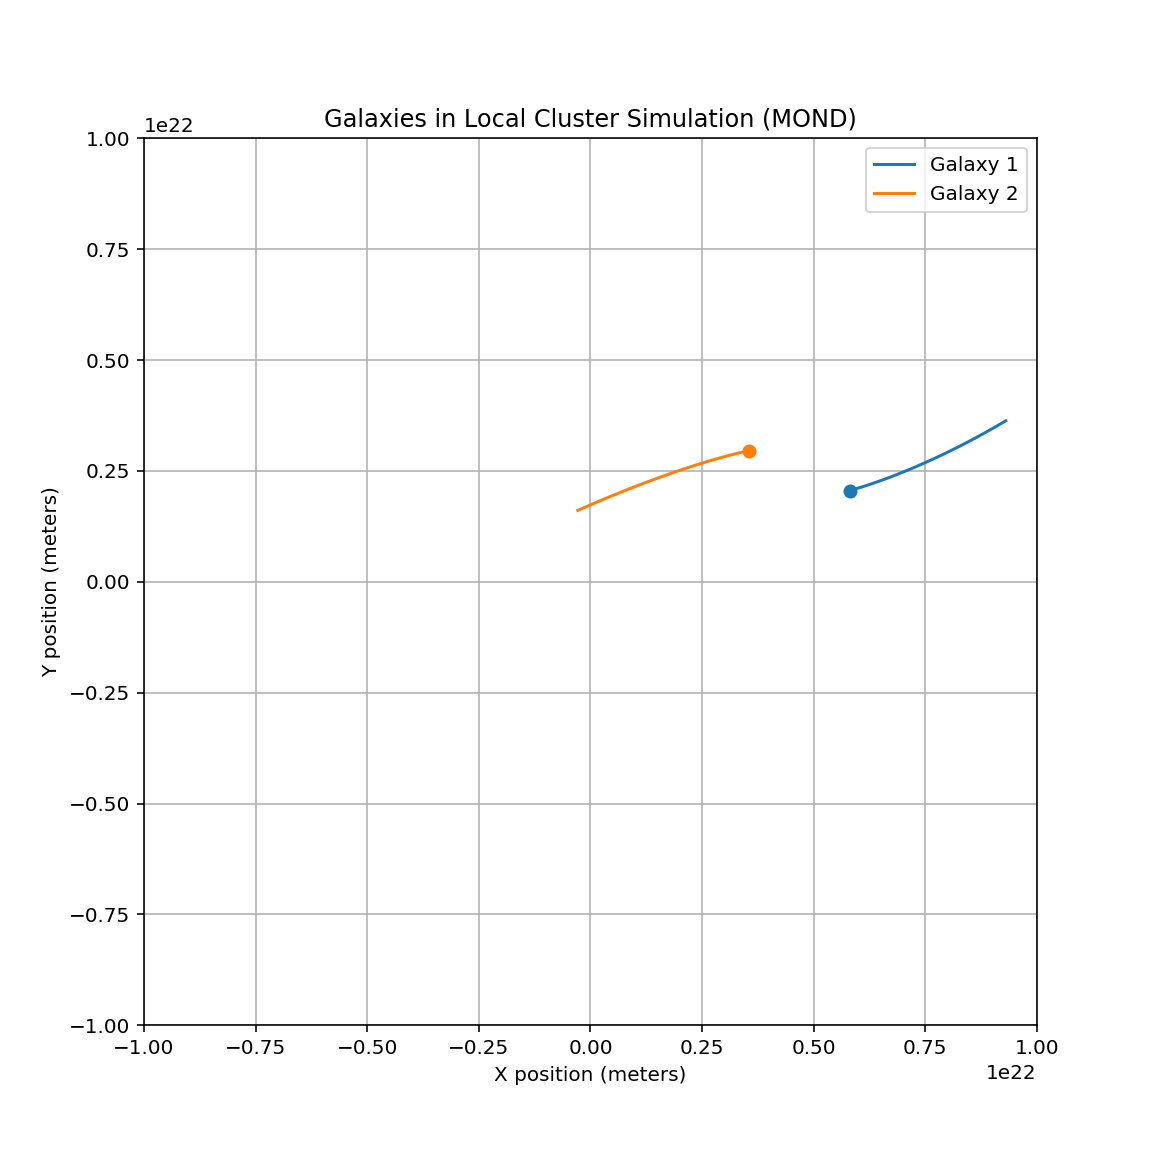 Galaxies in Local Cluster Simulation (MOND)
1e22
Galaxy 1
Galaxy 2
1.00
0.75
0.50
0.25
0.00
−0.25
−0.50
−0.75
−1.00
Y position (meters)
−1.00 −0.75 −0.50 −0.25 0.00 0.25 0.50 0.75 1.00
X position (meters)
1e22